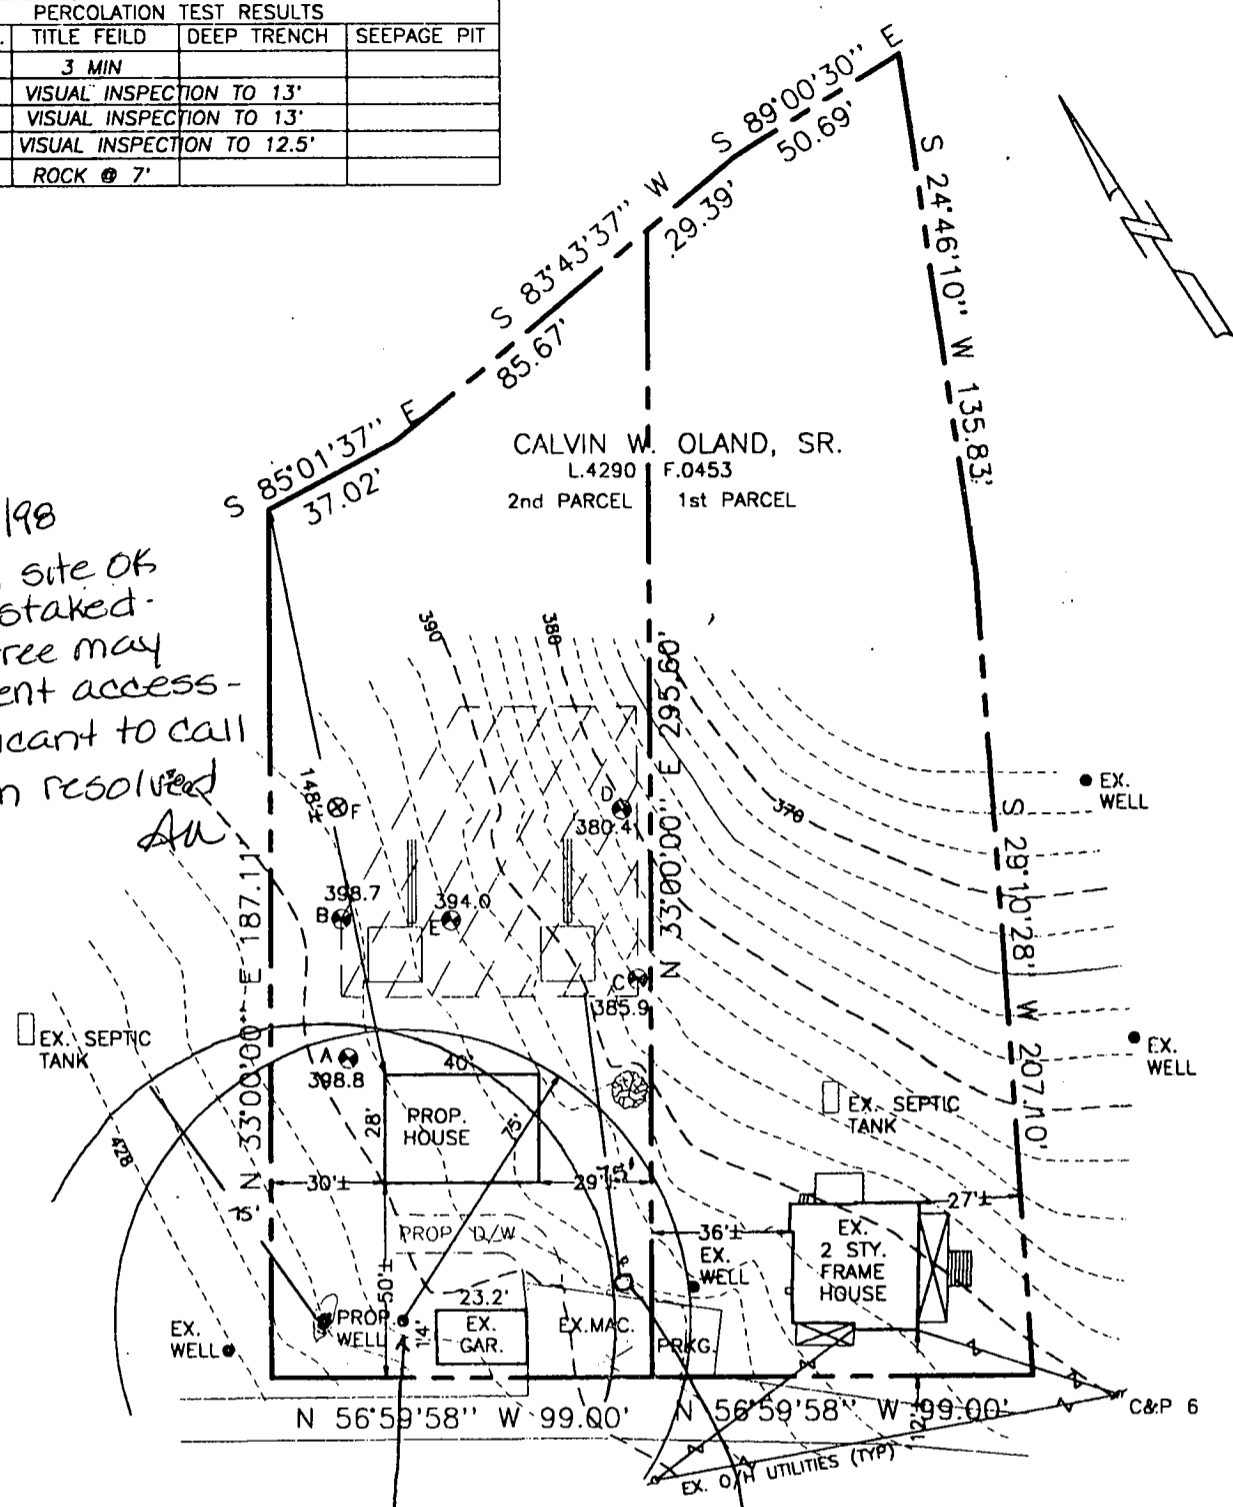 PERCOLATION TEST RESULTS
TITLE FEILD DEEP TRENCH SEEPAGE PIT
3 MIN
VISUAL INSPECTION TO 13'
VISUAL INSPECTION TO 13'
VISUAL INSPECTION TO 12.5'
ROCK @ 7'
S 89°00'30" E
50.69'
S 24°46'10" W 135.83'
S 83°43'37" W
29.39'
85.67'
S 85°01'37" E
37.02'
CALVIN W. OLAND, SR.
L.4290 F.0453
2nd PARCEL 1st PARCEL
/98
site OK
staked-
ree may
ent access-
icant to call
n resolved
390
380
370
N 33°00'00" E 295.60'
148'±
F
D
380.4
EX.
WELL
S 29°10'28" W 207.10'
398.7
B
394.0
E
C
385.9
N 33°00'00" E 187.11'
EX. SEPTIC
TANK
A
398.8
40'
EX.
WELL
PROP.
HOUSE
28'
75'
EX. SEPTIC
TANK
428
30'±
29'±
75'
27'±
75'
PROP D/W
36'±
EX.
WELL
EX.
2 STY.
FRAME
HOUSE
50'±
23.2'
PROP.
WELL
14'
EX.
GAR.
EX.MAC.
PRKG.
EX.
WELL
N 56°59'58" W 99.00'
N 56°59'58" W 99.00'
12'±
C&P 6
EX. O/H UTILITIES (TYP)